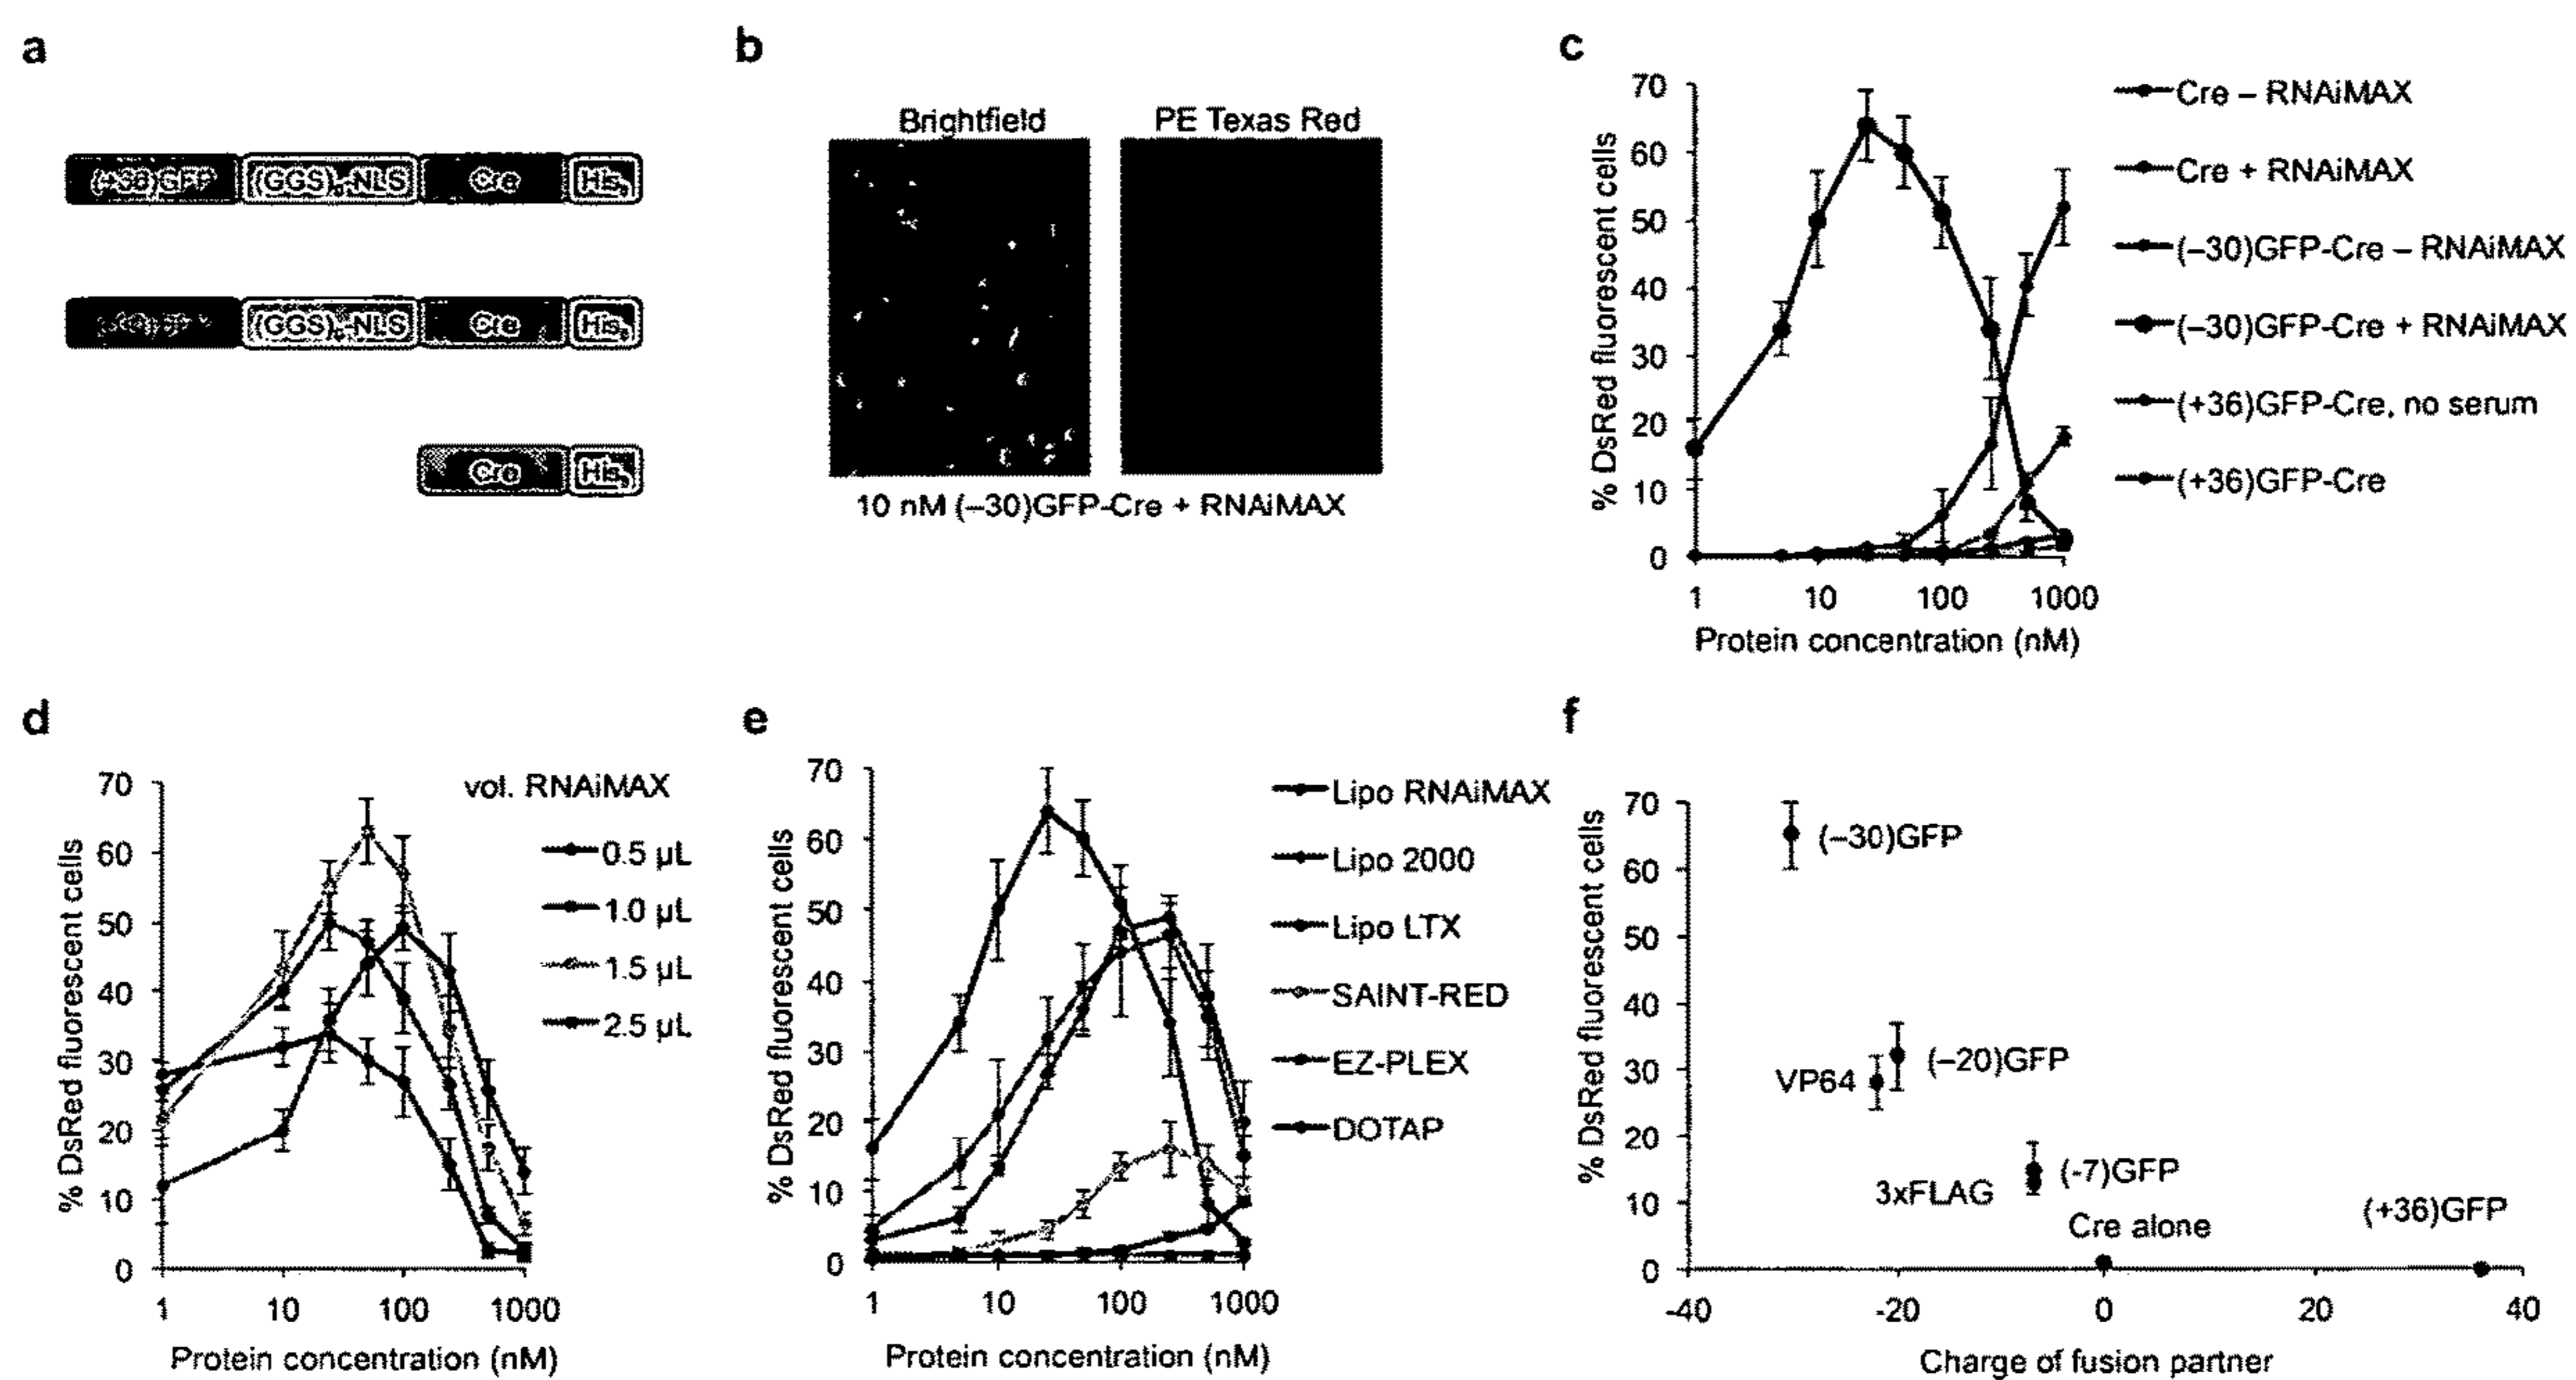 a
(+36)GFP (GGS)₉-NLS Cre His₆
(GGS)₉-NLS Cre His₆
Cre His₆
b
Brightfield PE Texas Red
10 nM (–30)GFP-Cre + RNAiMAX
c
% DsRed fluorescent cells
70
60
50
40
30
20
10
0
1 10 100 1000
Protein concentration (nM)
Cre – RNAiMAX
Cre + RNAiMAX
(–30)GFP-Cre – RNAiMAX
(–30)GFP-Cre + RNAiMAX
(+36)GFP-Cre, no serum
(+36)GFP-Cre
d
% DsRed fluorescent cells
70
60
50
40
30
20
10
0
1 10 100 1000
Protein concentration (nM)
vol. RNAiMAX
0.5 µL
1.0 µL
1.5 µL
2.5 µL
e
% DsRed fluorescent cells
70
60
50
40
30
20
10
0
1 10 100 1000
Protein concentration (nM)
Lipo RNAiMAX
Lipo 2000
Lipo LTX
SAINT-RED
EZ-PLEX
DOTAP
f
% DsRed fluorescent cells
70
60
50
40
30
20
10
0
-40 -20 0 20 40
Charge of fusion partner
(–30)GFP
(–20)GFP
VP64
(-7)GFP
3xFLAG
Cre alone
(+36)GFP